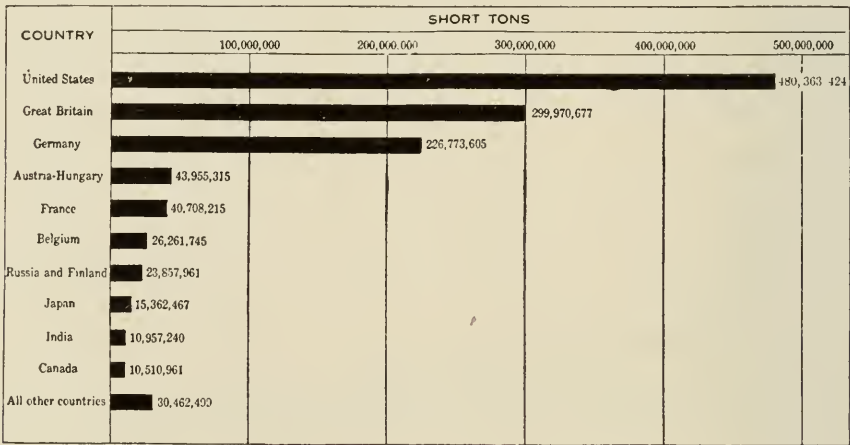 COUNTRY
SHORT TONS
100,000,000 200,000,000 300,000,000 400,000,000 500,000,000
United States 480,363,424
Great Britain 299,970,677
Germany 226,773,605
Austria-Hungary 43,955,315
France 40,708,215
Belgium 26,261,745
Russia and Finland 23,857,961
Japan 15,362,467
India 10,957,240
Canada 10,510,961
All other countries 30,462,490